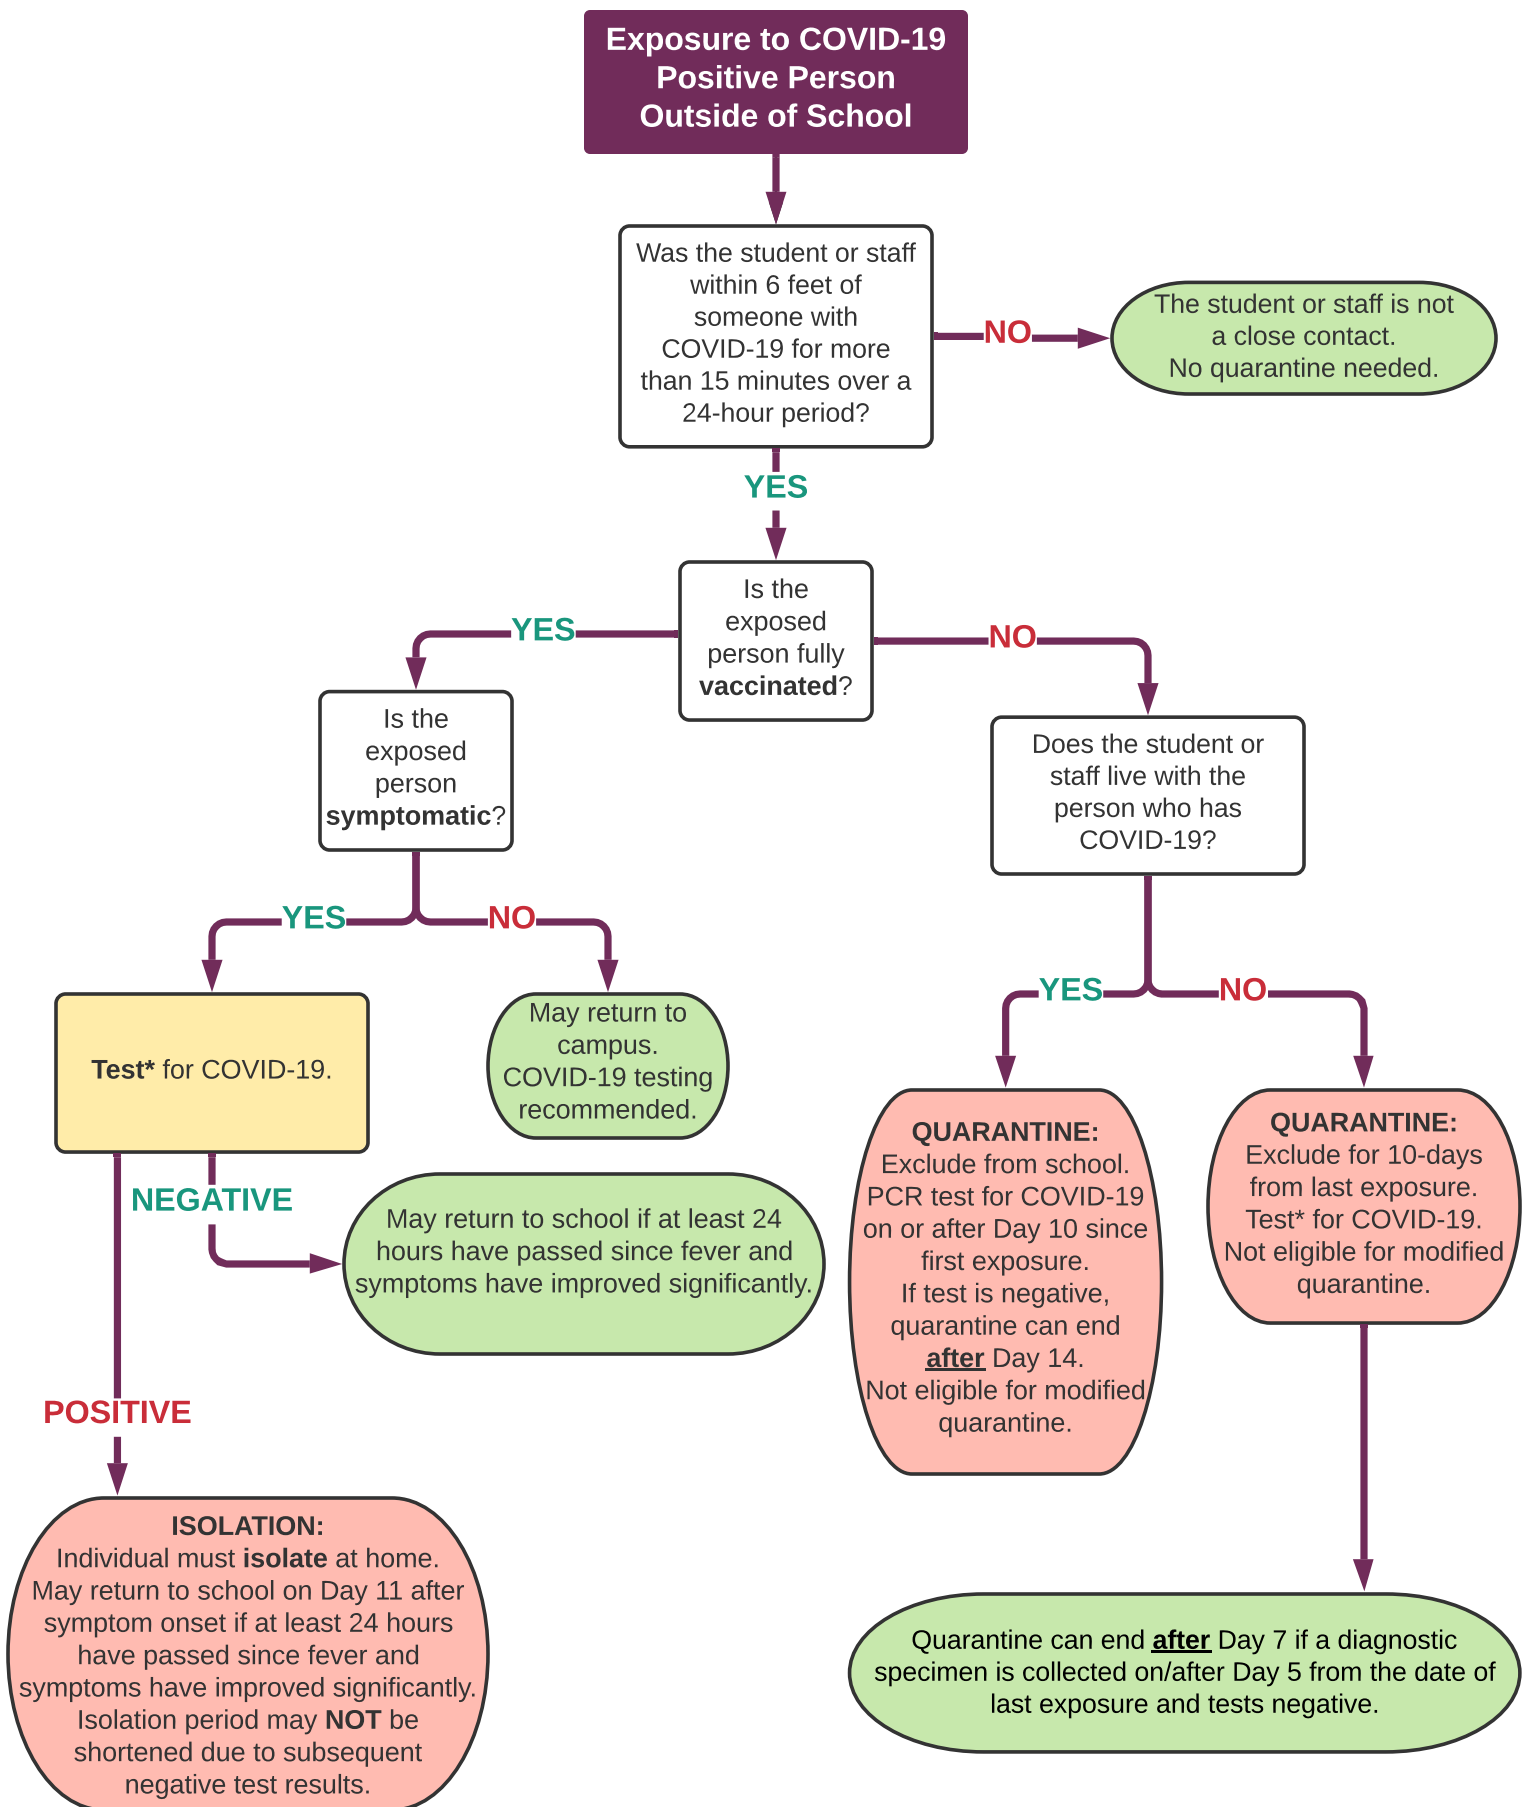 Exposure to COVID-19
Positive Person
Outside of School
Was the student or staff
within 6 feet of
someone with
COVID-19 for more
than 15 minutes over a
24-hour period?
NO
The student or staff is not
a close contact.
No quarantine needed.
YES
Is the
exposed
person fully
vaccinated?
YES
NO
Is the
exposed
person
symptomatic?
Does the student or
staff live with the
person who has
COVID-19?
YES
NO
YES
NO
Test* for COVID-19.
May return to
campus.
COVID-19 testing
recommended.
QUARANTINE:
Exclude from school.
PCR test for COVID-19
on or after Day 10 since
first exposure.
If test is negative,
quarantine can end
after Day 14.
Not eligible for modified
quarantine.
QUARANTINE:
Exclude for 10-days
from last exposure.
Test* for COVID-19.
Not eligible for modified
quarantine.
NEGATIVE
May return to school if at least 24
hours have passed since fever and
symptoms have improved significantly.
POSITIVE
ISOLATION:
Individual must isolate at home.
May return to school on Day 11 after
symptom onset if at least 24 hours
have passed since fever and
symptoms have improved significantly.
Isolation period may NOT be
shortened due to subsequent
negative test results.
Quarantine can end after Day 7 if a diagnostic
specimen is collected on/after Day 5 from the date of
last exposure and tests negative.